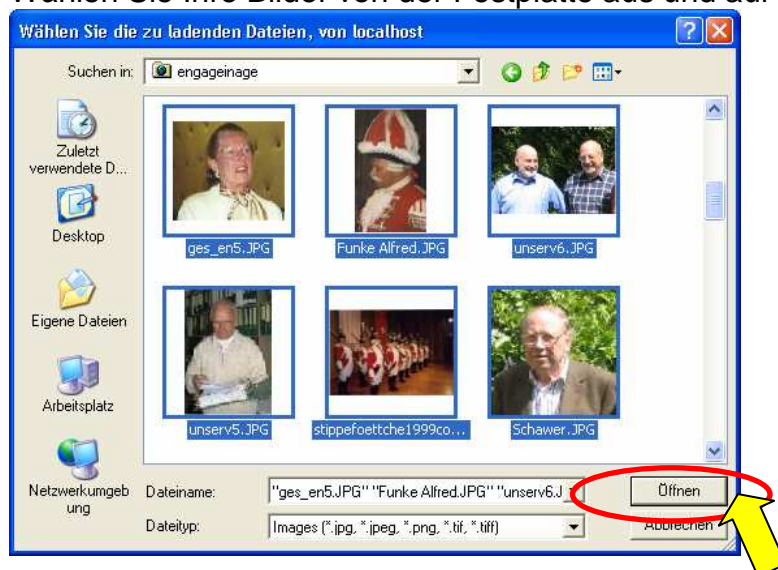 Wählen Sie die zu ladenden Dateien, von localhost
Suchen in:
engageinage
Zuletzt
verwendete D...
Desktop
Eigene Dateien
Arbeitsplatz
Netzwerkumgeb
ung
ges_en5.JPG
Funke Alfred.JPG
unserv6.JPG
unserv5.JPG
stippefoettche1999co...
Schawer.JPG
Dateiname:
"ges_en5.JPG" "Funke Alfred.JPG" "unserv6.J
Öffnen
Dateityp:
Images (*.jpg, *.jpeg, *.png, *.tif, *.tiff)
Abbrechen